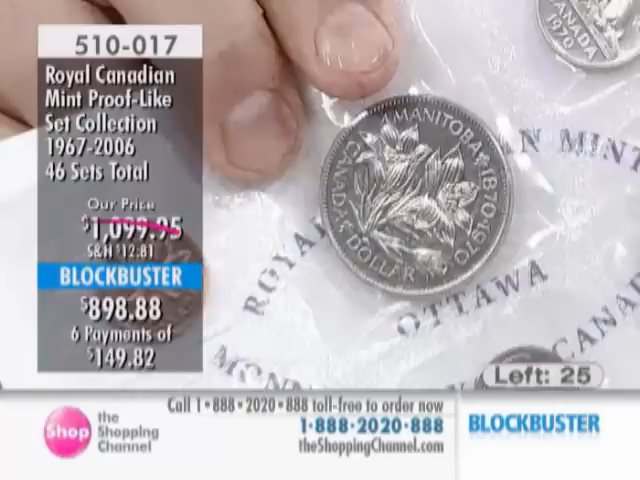 510-017
Royal Canadian
Mint Proof-Like
Set Collection
1967-2006
46 Sets Total
Our Price
$1,099.95
S&H $12.81
BLOCKBUSTER
$898.88
6 Payments of
$149.82
CANADA
1970
MANITOBA 1870-1970
CANADA DOLLAR
ROYAL
N MINT
OTTAWA
CANA
Left: 25
Call 1•888•2020•888 toll-free to order now
1•888•2020•888
theShoppingChannel.com
Shop the
Shopping
Channel
BLOCKBUSTER